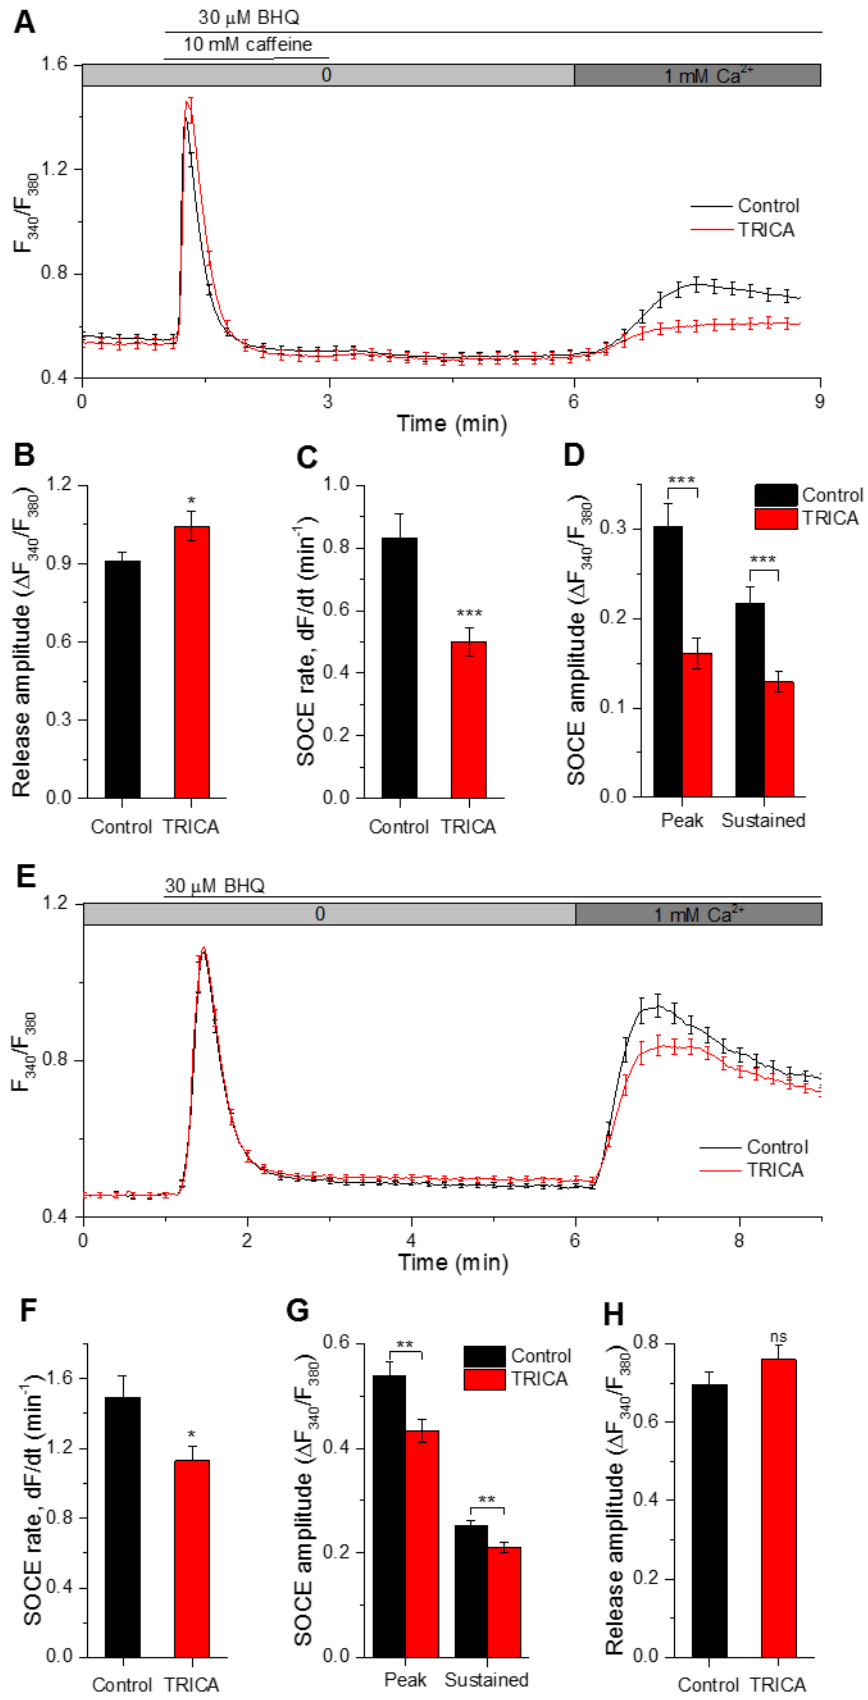 A
30 μM BHQ
10 mM caffeine
1.6
0
1 mM Ca²⁺
1.2
0.8
0.4
F₃₄₀/F₃₈₀
Control
TRICA
0
3
6
9
Time (min)
B
Release amplitude (ΔF₃₄₀/F₃₈₀)
1.2
0.9
0.6
0.3
0.0
*
Control TRICA
C
SOCE rate, dF/dt (min⁻¹)
1.0
0.8
0.6
0.4
0.2
0.0
***
Control TRICA
D
SOCE amplitude (ΔF₃₄₀/F₃₈₀)
0.3
0.2
0.1
0.0
***
***
Control
TRICA
Peak Sustained
E
30 μM BHQ
1.2
0
1 mM Ca²⁺
0.8
0.4
F₃₄₀/F₃₈₀
Control
TRICA
0
2
4
6
8
Time (min)
F
SOCE rate, dF/dt (min⁻¹)
1.6
1.2
0.8
0.4
0.0
*
Control TRICA
G
SOCE amplitude (ΔF₃₄₀/F₃₈₀)
0.6
0.4
0.2
0.0
**
**
Control
TRICA
Peak Sustained
H
Release amplitude (ΔF₃₄₀/F₃₈₀)
0.8
0.6
0.4
0.2
0.0
ns
Control TRICA